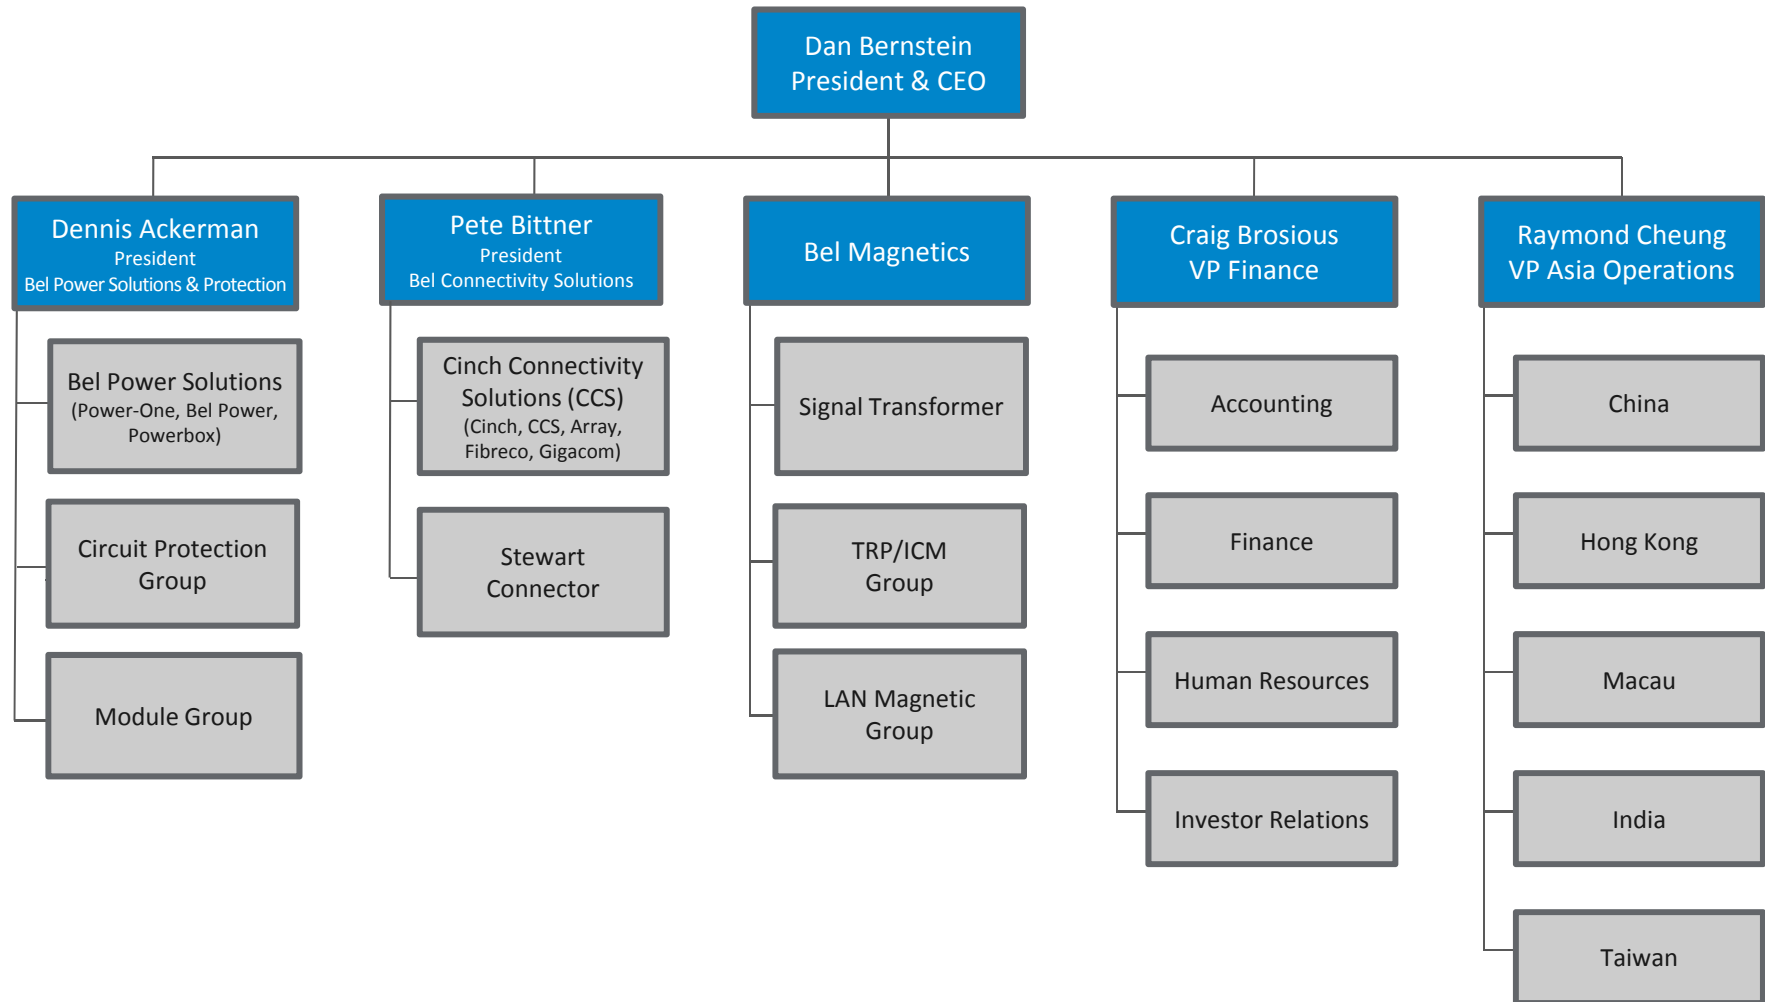 Dan Bernstein
President & CEO
Dennis Ackerman
President
Bel Power Solutions & Protection
Pete Bittner
President
Bel Connectivity Solutions
Bel Magnetics
Craig Brosious
VP Finance
Raymond Cheung
VP Asia Operations
Bel Power Solutions
(Power-One, Bel Power,
Powerbox)
Circuit Protection
Group
Module Group
Cinch Connectivity
Solutions (CCS)
(Cinch, CCS, Array,
Fibreco, Gigacom)
Stewart
Connector
Signal Transformer
TRP/ICM
Group
LAN Magnetic
Group
Accounting
Finance
Human Resources
Investor Relations
China
Hong Kong
Macau
India
Taiwan